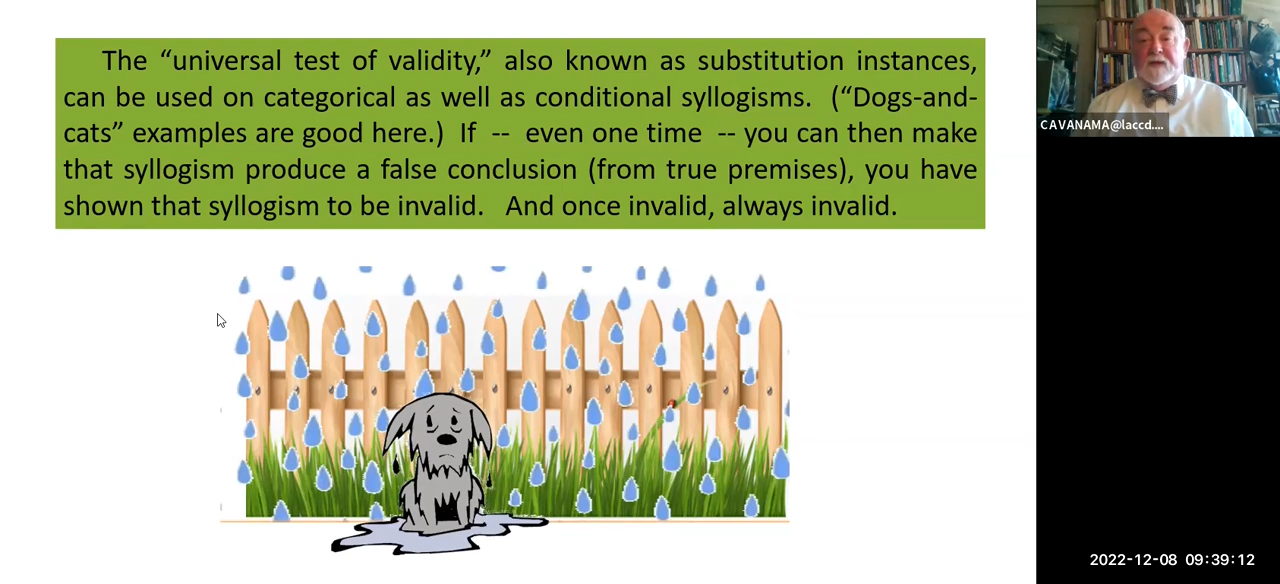 The “universal test of validity,” also known as substitution instances,
can be used on categorical as well as conditional syllogisms. (“Dogs-and-
cats” examples are good here.) If -- even one time -- you can then make
that syllogism produce a false conclusion (from true premises), you have
shown that syllogism to be invalid. And once invalid, always invalid.
CAVANAMA@laccd....
2022-12-08 09:39:12